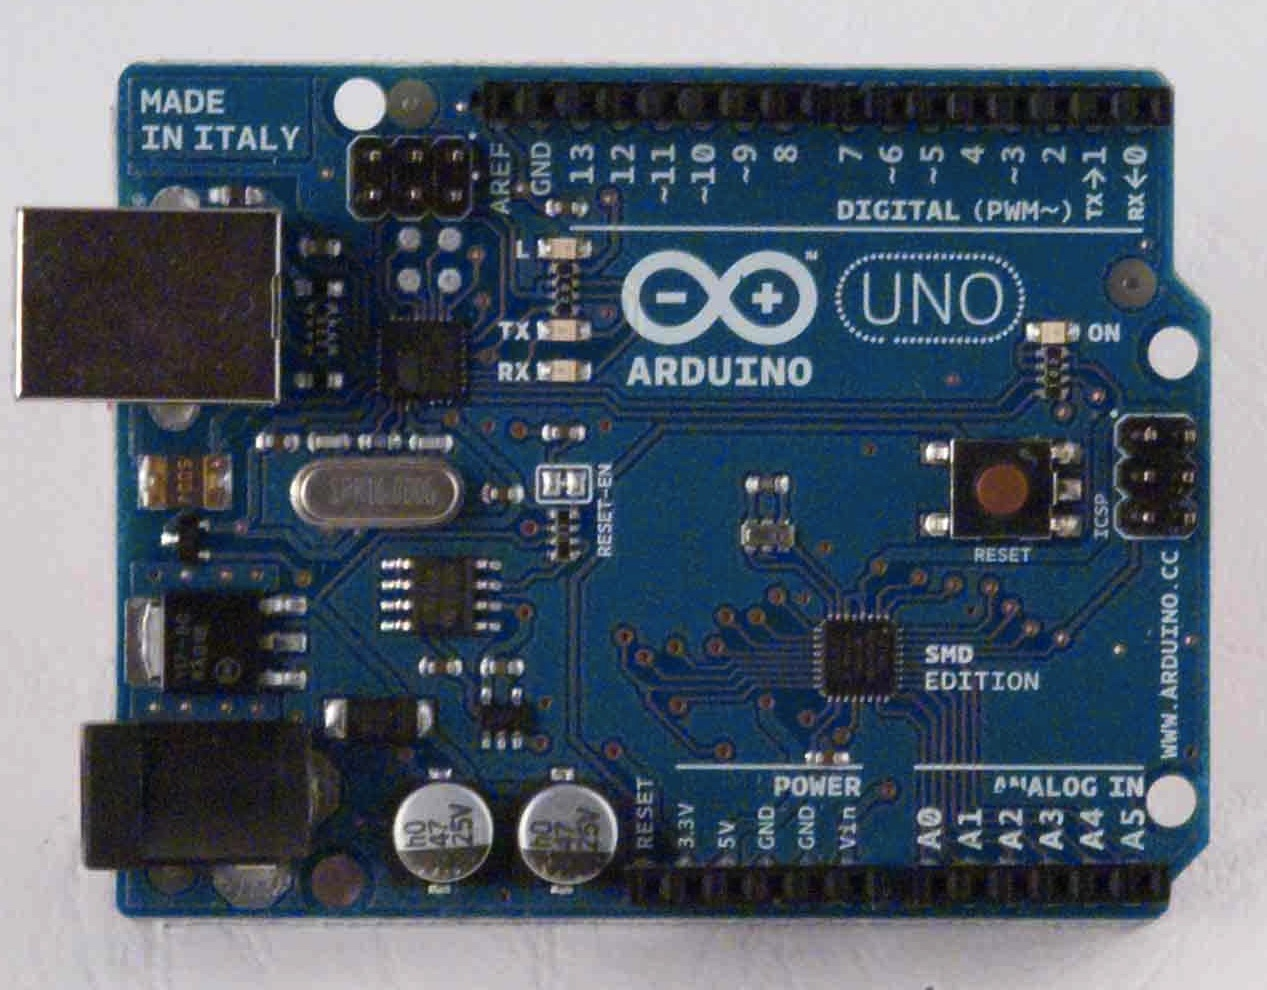 MADE
IN ITALY
AREF
GND
13
12
~11
~10
~9
8
7
~6
~5
4
~3
2
TX→1
RX←0
DIGITAL (PWM~)
L
TX
RX
ARDUINO
UNO
ON
RESET-EN
RESET
ICSP
WWW.ARDUINO.CC
SMD
EDITION
POWER
ANALOG IN
RESET
3.3V
5V
GND
GND
Vin
A0
A1
A2
A3
A4
A5
47
25V
47
25V